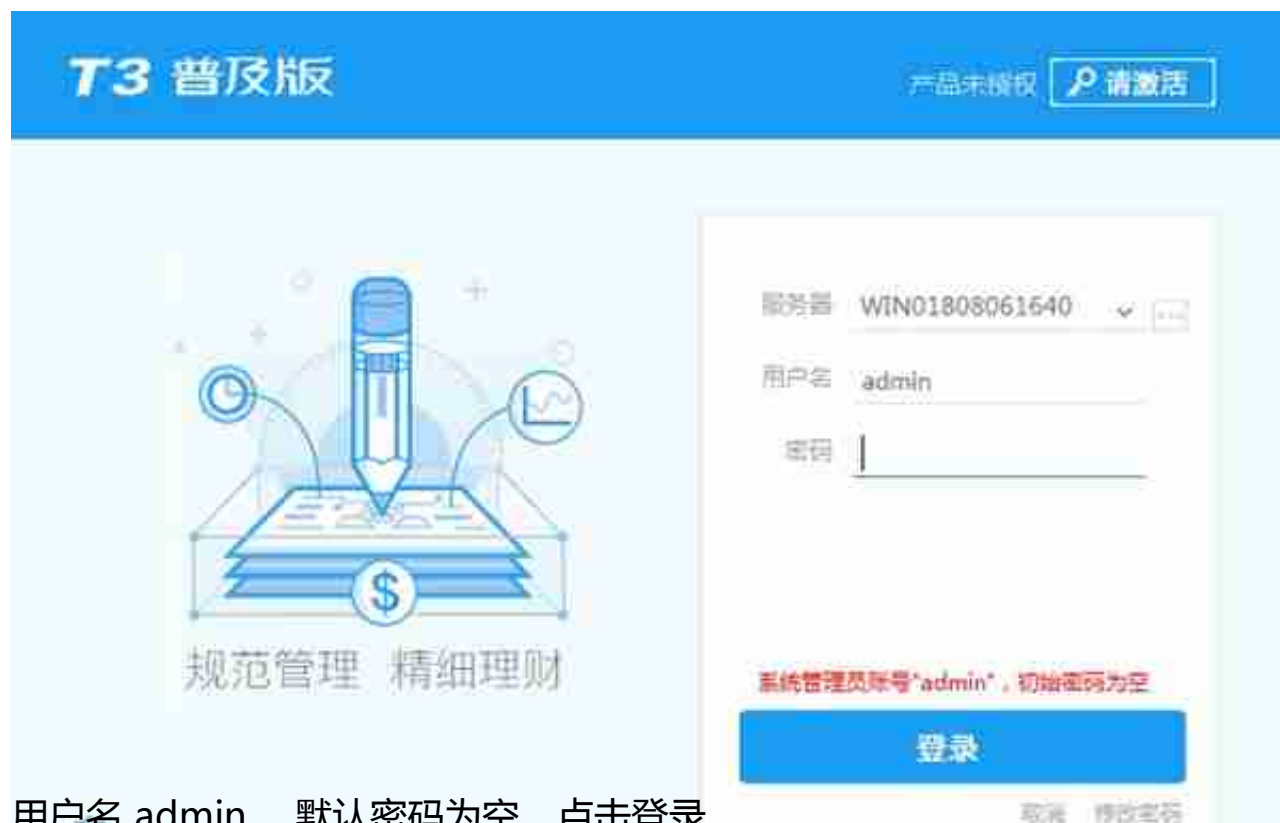 T3 普及版
产品未授权 请激活
服务器 WIN01808061640
用户名 admin
密码
规范管理 精细理财
系统管理员账号"admin"，初始密码为空
登录
用户名 admin 默认密码为空 点击登录
取消 修改密码